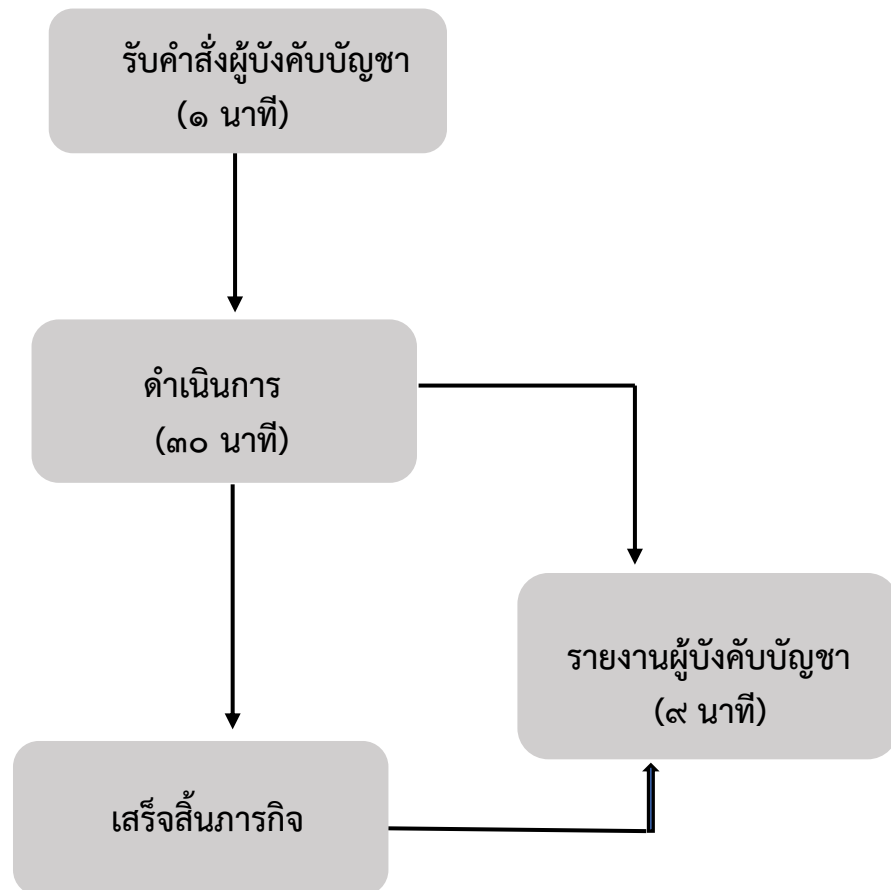 รับคำสั่งผู้บังคับบัญชา
(๑ นาที)
ดำเนินการ
(๓๐ นาที)
รายงานผู้บังคับบัญชา
(๙ นาที)
เสร็จสิ้นภารกิจ